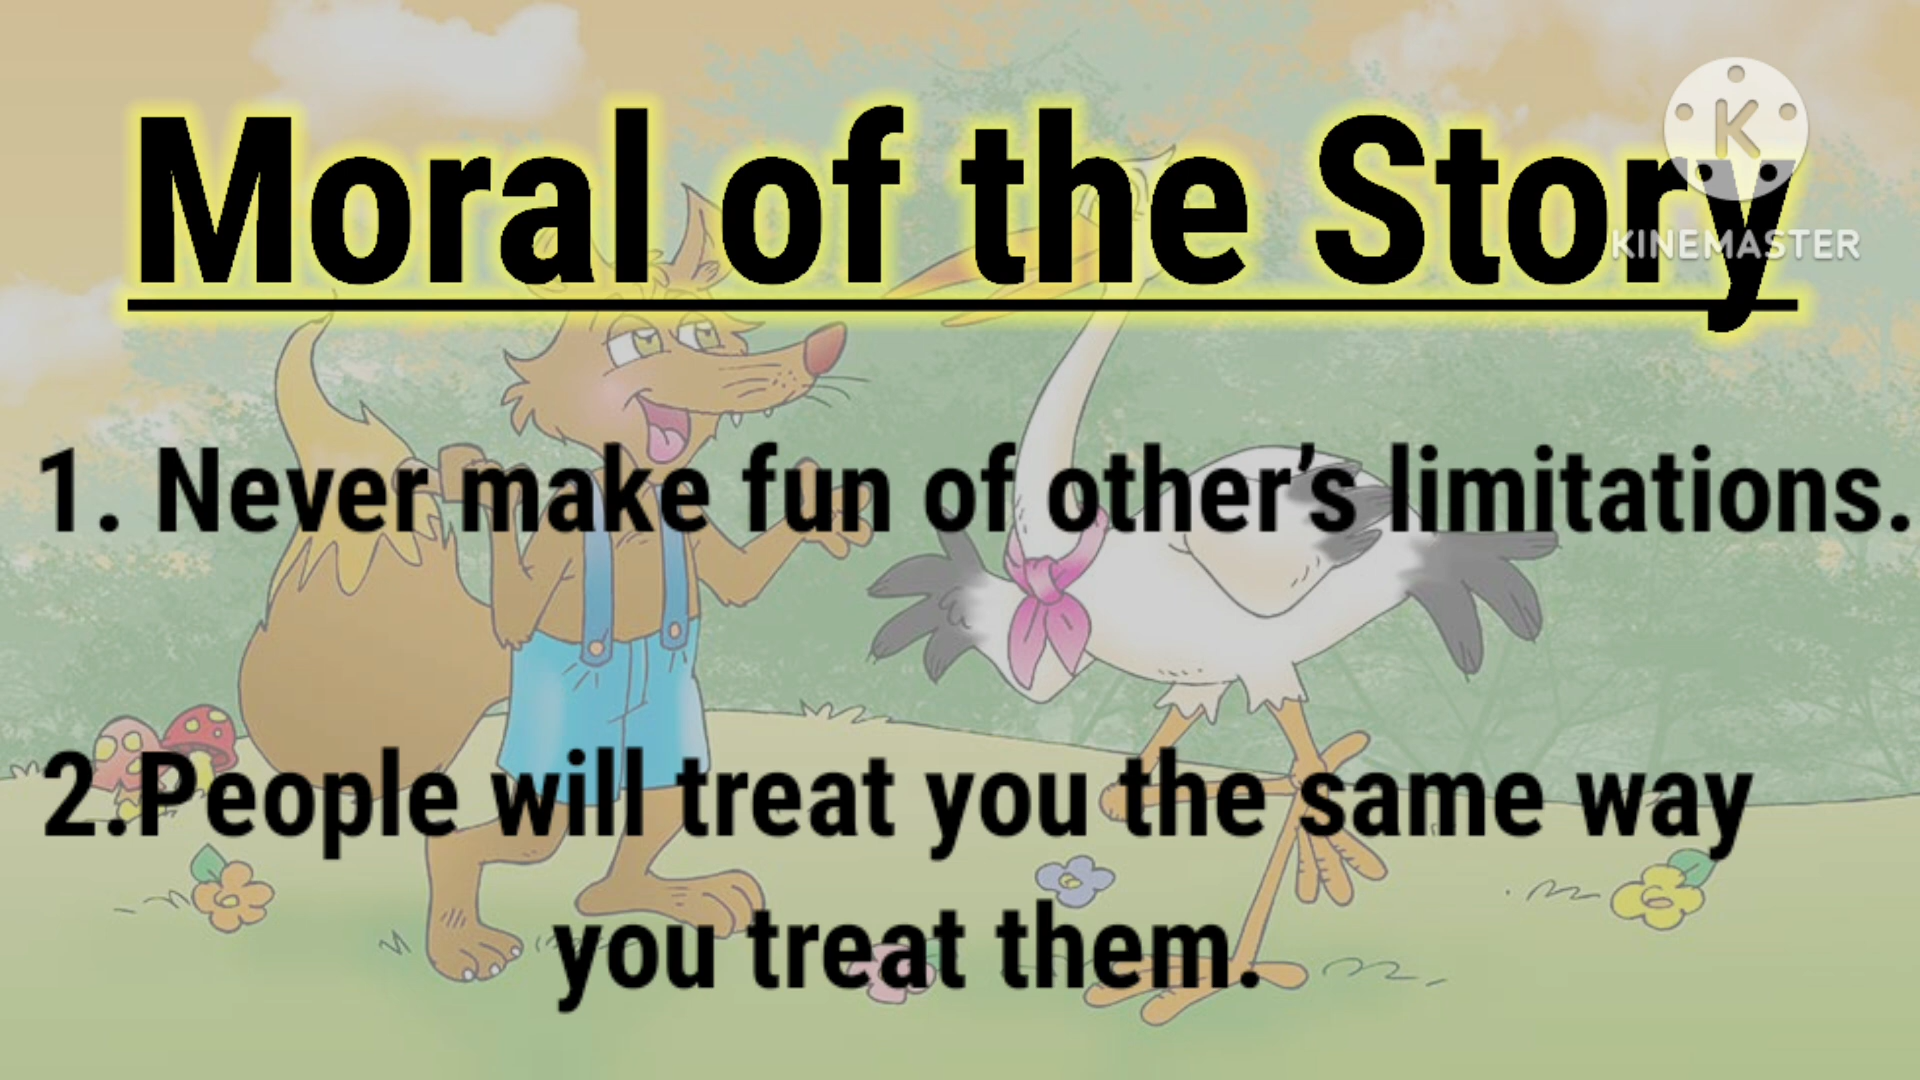 Moral of the Story
K
KINEMASTER
1. Never make fun of other's limitations.
2.People will treat you the same way
you treat them.